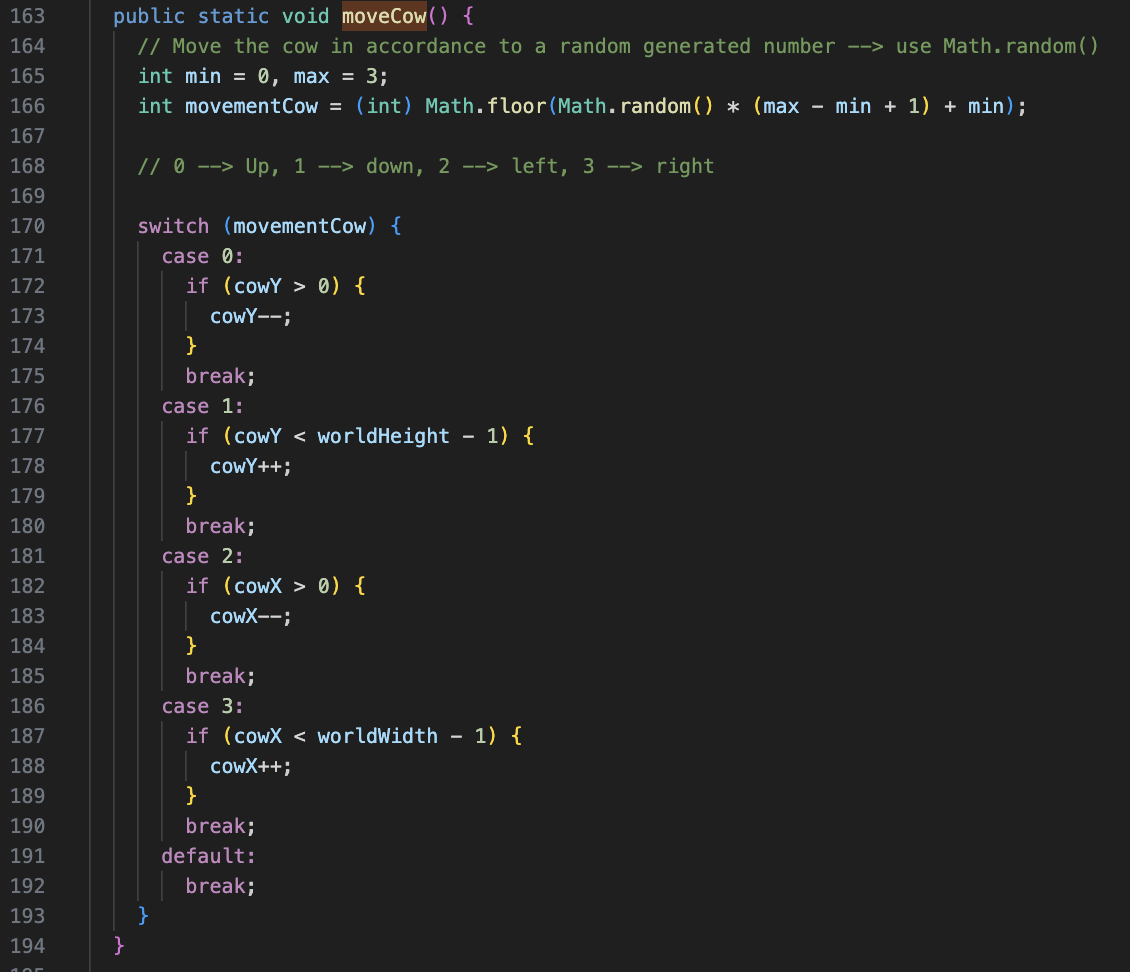 163 public static void moveCow() {
164 // Move the cow in accordance to a random generated number --> use Math.random()
165 int min = 0, max = 3;
166 int movementCow = (int) Math.floor(Math.random() * (max - min + 1) + min);
167
168 // 0 --> Up, 1 --> down, 2 --> left, 3 --> right
169
170 switch (movementCow) {
171 case 0:
172 if (cowY > 0) {
173 cowY--;
174 }
175 break;
176 case 1:
177 if (cowY < worldHeight - 1) {
178 cowY++;
179 }
180 break;
181 case 2:
182 if (cowX > 0) {
183 cowX--;
184 }
185 break;
186 case 3:
187 if (cowX < worldWidth - 1) {
188 cowX++;
189 }
190 break;
191 default:
192 break;
193 }
194 }